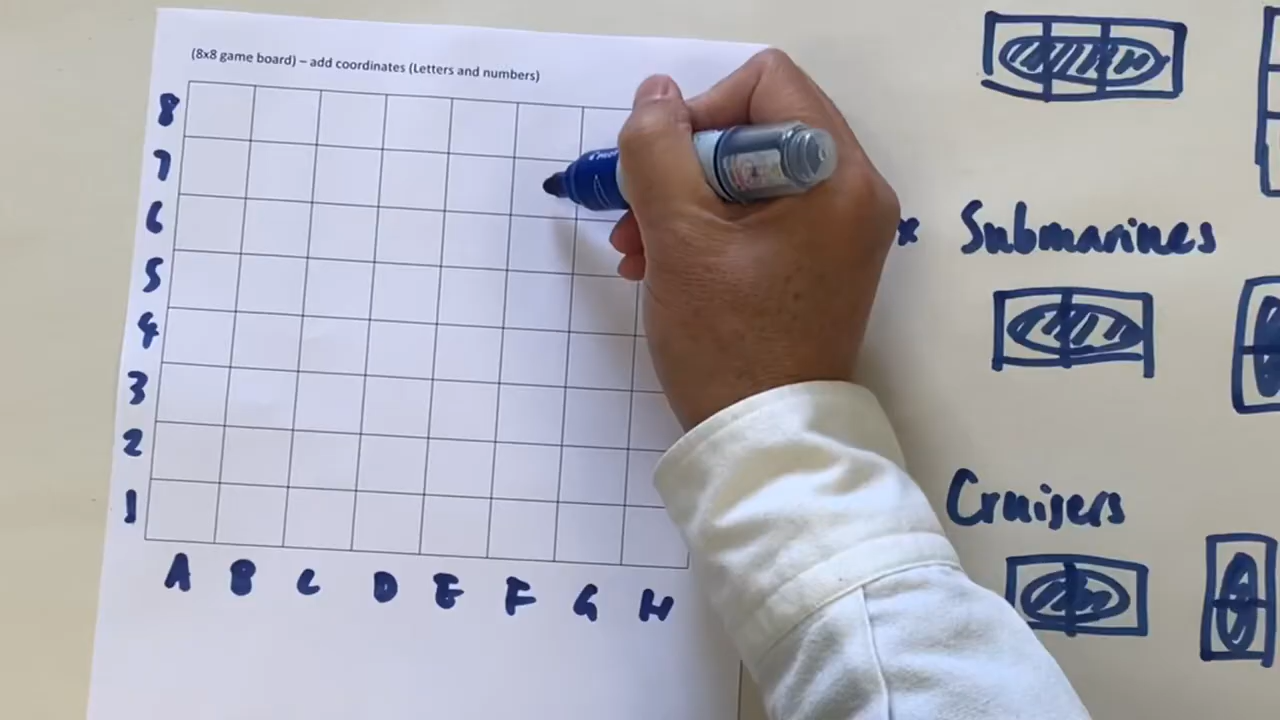 (8x8 game board) – add coordinates (Letters and numbers)
8
7
6
5
4
3
2
1
A B C D E F G H
x Submarines
Cruisers